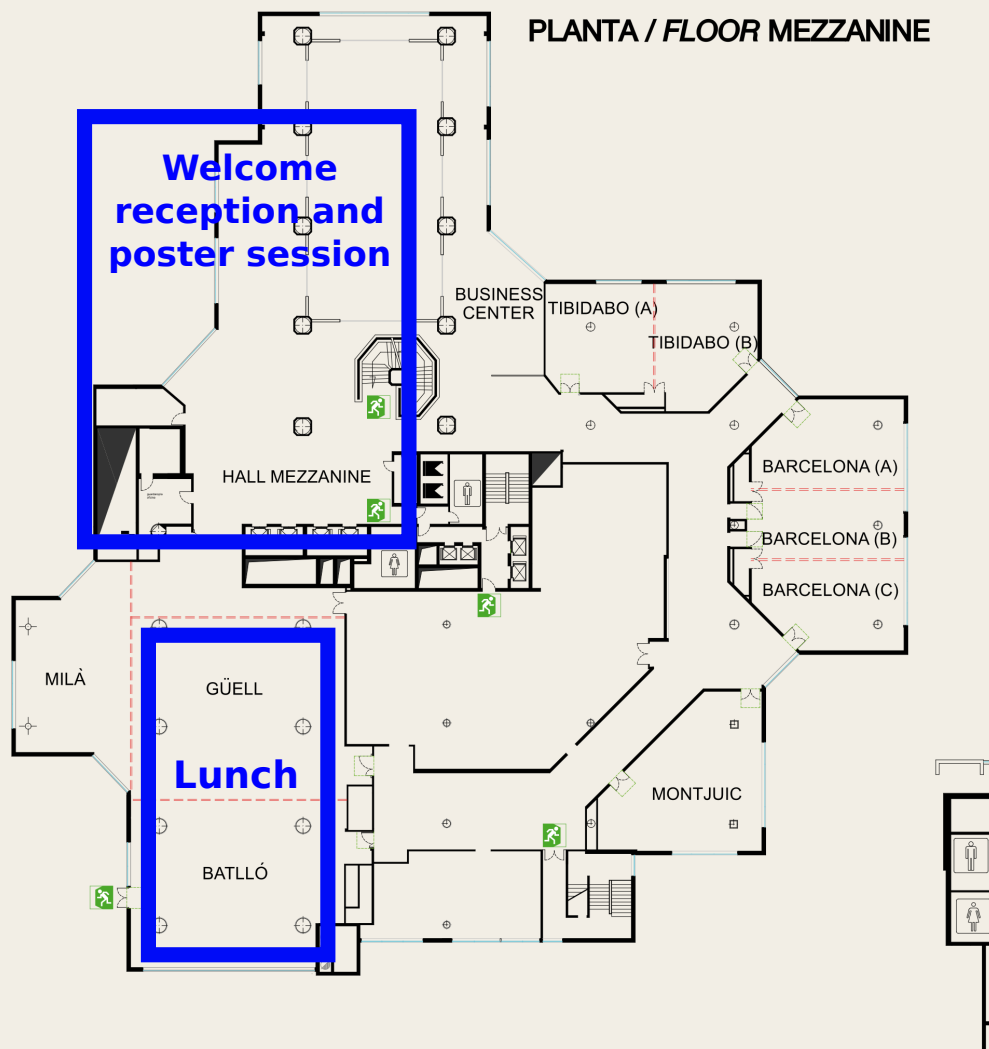 PLANTA / FLOOR MEZZANINE
Welcome
reception and
poster session
BUSINESS
CENTER
TIBIDABO (A)
TIBIDABO (B)
BARCELONA (A)
HALL MEZZANINE
BARCELONA (B)
BARCELONA (C)
MILÀ
GÜELL
Lunch
MONTJUIC
BATLLÓ